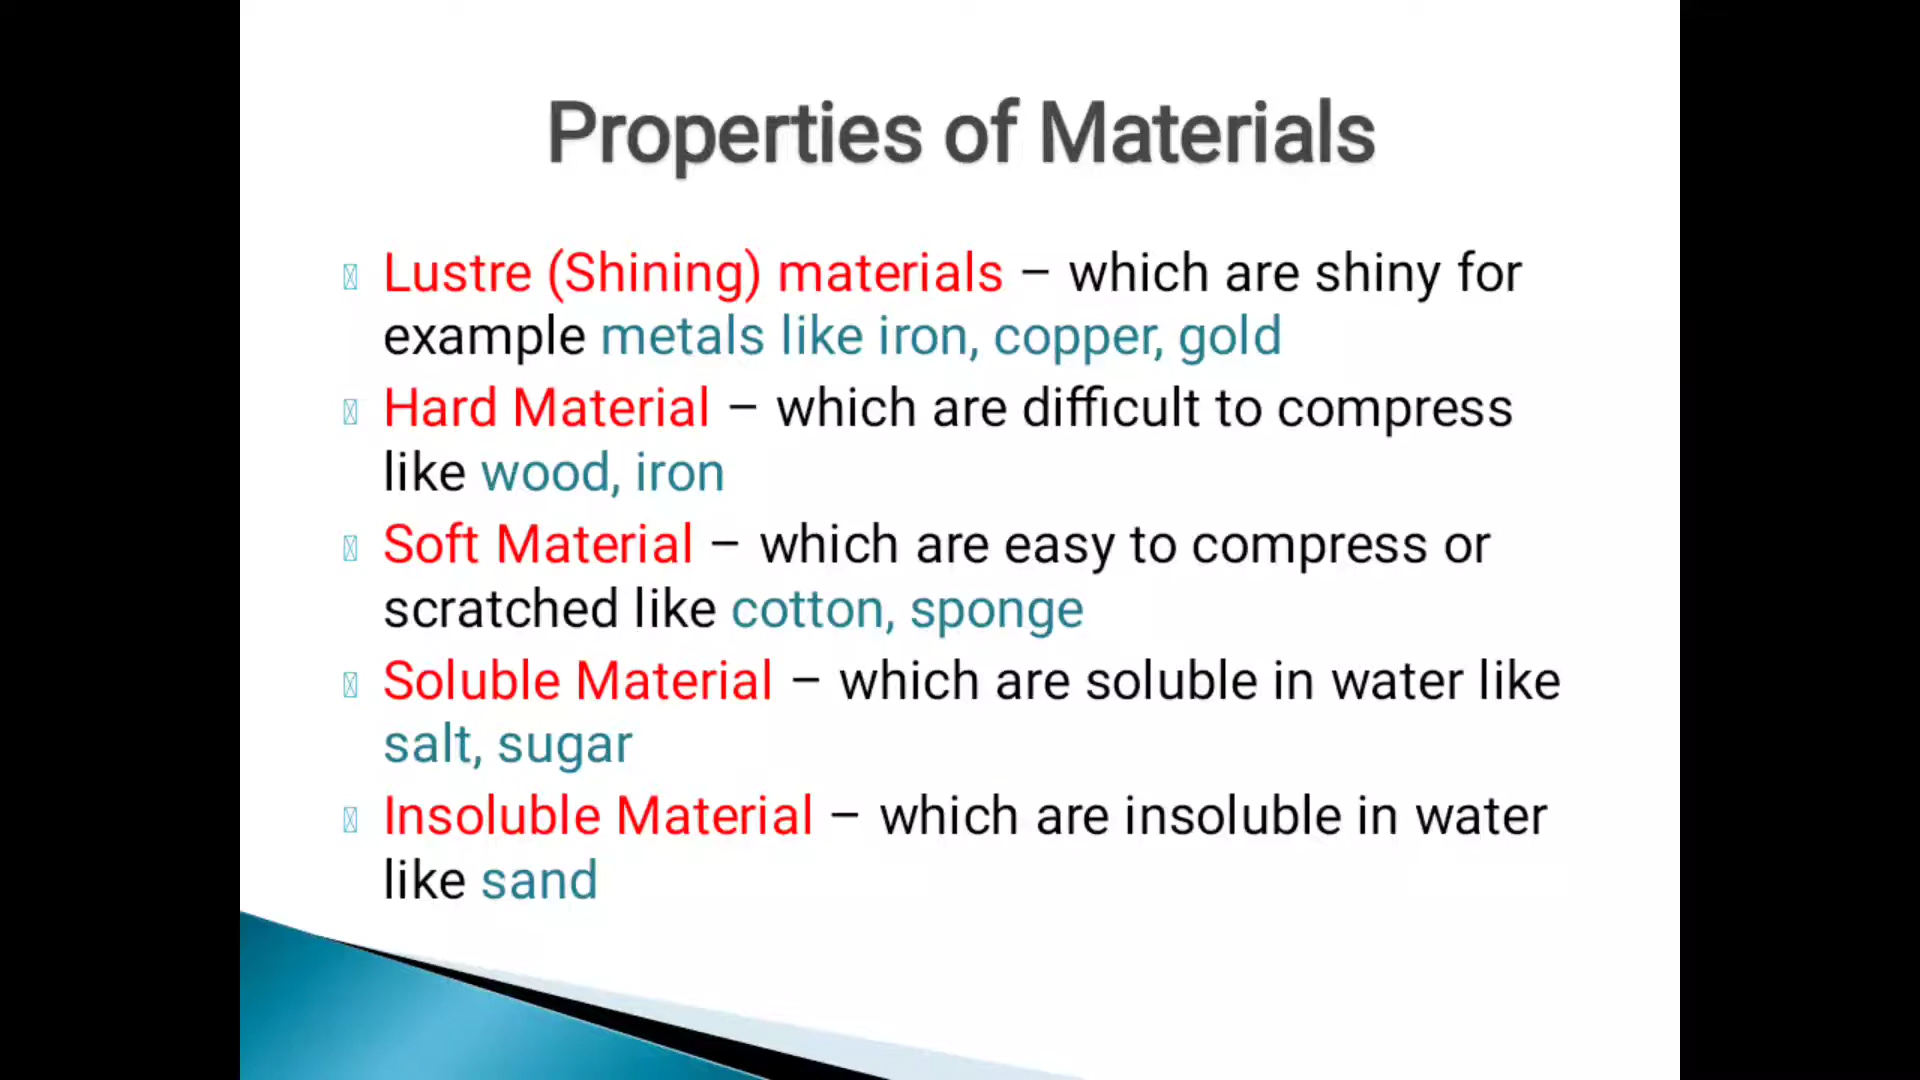 Properties of Materials
Lustre (Shining) materials – which are shiny for
example metals like iron, copper, gold
Hard Material – which are difficult to compress
like wood, iron
Soft Material – which are easy to compress or
scratched like cotton, sponge
Soluble Material – which are soluble in water like
salt, sugar
Insoluble Material – which are insoluble in water
like sand